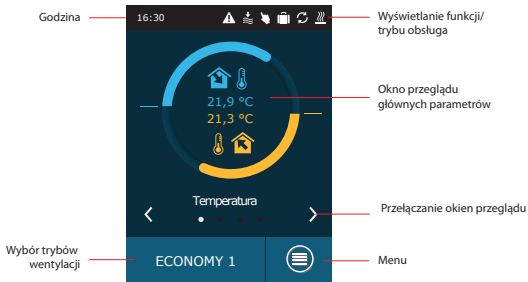 Godzina
16:30
Wyświetlanie funkcji/
trybu obsługa
21,9 °C
21,3 °C
Okno przeglądu
głównych parametrów
Temperatura
Przełączanie okien przeglądu
Wybór trybów
wentylacji
ECONOMY 1
Menu